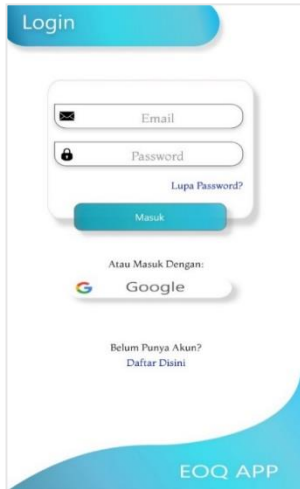 Login
Email
Password
Lupa Password?
Masuk
Atau Masuk Dengan:
Google
Belum Punya Akun?
Daftar Disini
EOQ APP